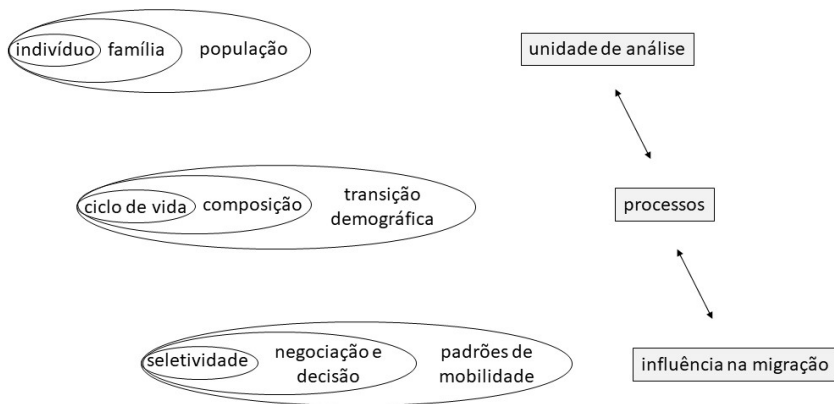 indivíduo família população
unidade de análise
ciclo de vida composição transição
demográfica
processos
seletividade negociação e
decisão padrões de
mobilidade
influência na migração